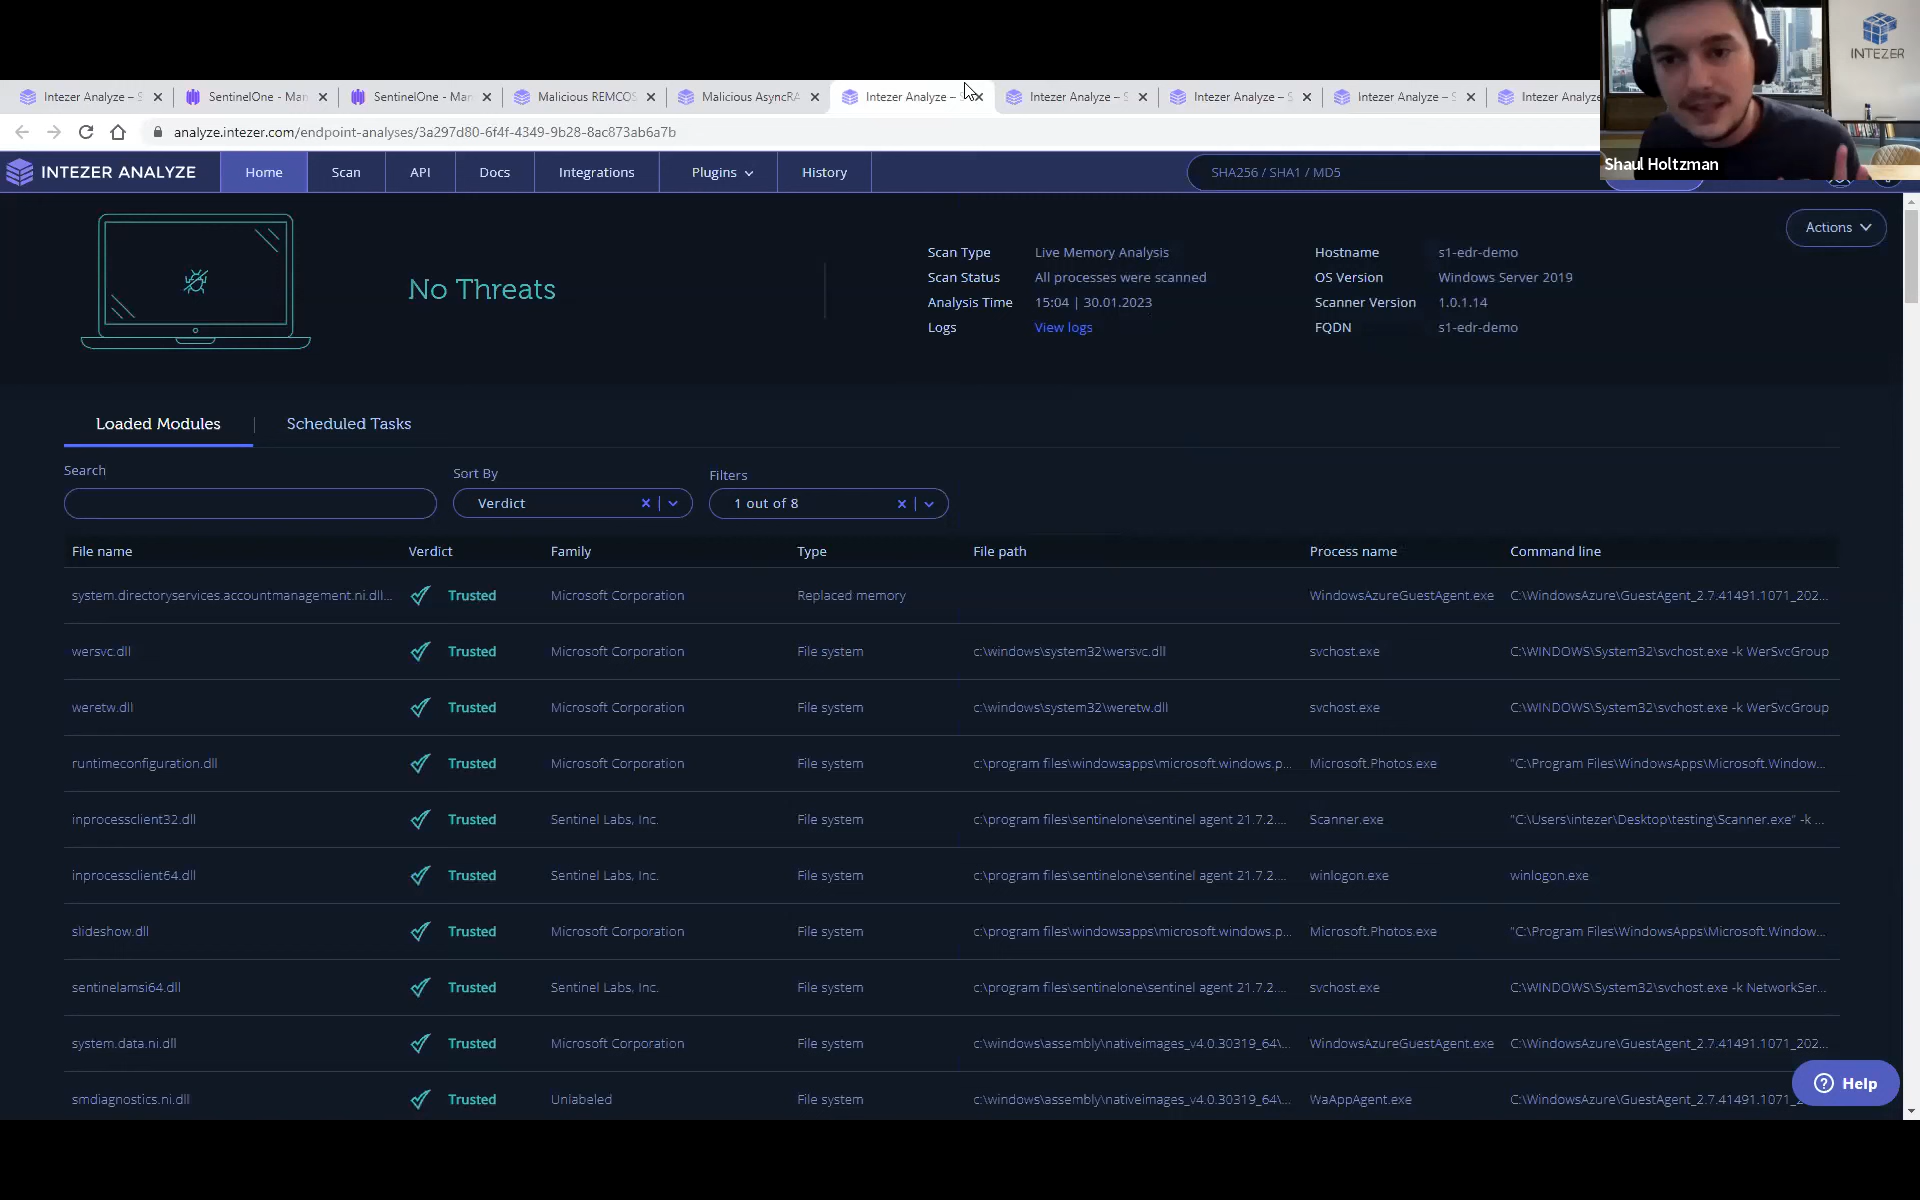 INTEZER
Intezer Analyze – S
SentinelOne - Man
SentinelOne - Man
Malicious REMCOS
Malicious AsyncRA
Intezer Analyze –
Intezer Analyze – S
Intezer Analyze – S
Intezer Analyze – S
Intezer Analyze
analyze.intezer.com/endpoint-analyses/3a297d80-6f4f-4349-9b28-8ac873ab6a7b
Shaul Holtzman
INTEZER ANALYZE
Home
Scan
API
Docs
Integrations
Plugins
History
SHA256 / SHA1 / MD5
Actions
No Threats
Scan Type Live Memory Analysis
Scan Status All processes were scanned
Analysis Time 15:04 | 30.01.2023
Logs View logs
Hostname s1-edr-demo
OS Version Windows Server 2019
Scanner Version 1.0.1.14
FQDN s1-edr-demo
Loaded Modules | Scheduled Tasks
Search
Sort By
Filters
Verdict
1 out of 8
File name Verdict Family Type File path Process name Command line
system.directoryservices.accountmanagement.ni.dll... Trusted Microsoft Corporation Replaced memory WindowsAzureGuestAgent.exe C:\WindowsAzure\GuestAgent_2.7.41491.1071_202...
wersvc.dll Trusted Microsoft Corporation File system c:\windows\system32\wersvc.dll svchost.exe C:\WINDOWS\System32\svchost.exe -k WerSvcGroup
weretw.dll Trusted Microsoft Corporation File system c:\windows\system32\weretw.dll svchost.exe C:\WINDOWS\System32\svchost.exe -k WerSvcGroup
runtimeconfiguration.dll Trusted Microsoft Corporation File system c:\program files\windowsapps\microsoft.windows.p... Microsoft.Photos.exe "C:\Program Files\WindowsApps\Microsoft.Window...
inprocessclient32.dll Trusted Sentinel Labs, Inc. File system c:\program files\sentinelone\sentinel agent 21.7.2.... Scanner.exe "C:\Users\intezer\Desktop\testing\Scanner.exe" -k ...
inprocessclient64.dll Trusted Sentinel Labs, Inc. File system c:\program files\sentinelone\sentinel agent 21.7.2.... winlogon.exe winlogon.exe
slideshow.dll Trusted Microsoft Corporation File system c:\program files\windowsapps\microsoft.windows.p... Microsoft.Photos.exe "C:\Program Files\WindowsApps\Microsoft.Window...
sentinelamsi64.dll Trusted Sentinel Labs, Inc. File system c:\program files\sentinelone\sentinel agent 21.7.2.... svchost.exe C:\WINDOWS\System32\svchost.exe -k NetworkSer...
system.data.ni.dll Trusted Microsoft Corporation File system c:\windows\assembly\nativeimages_v4.0.30319_64\... WindowsAzureGuestAgent.exe C:\WindowsAzure\GuestAgent_2.7.41491.1071_202...
smdiagnostics.ni.dll Trusted Unlabeled File system c:\windows\assembly\nativeimages_v4.0.30319_64\... WaAppAgent.exe C:\WindowsAzure\GuestAgent_2.7.41491.1071_2
Help